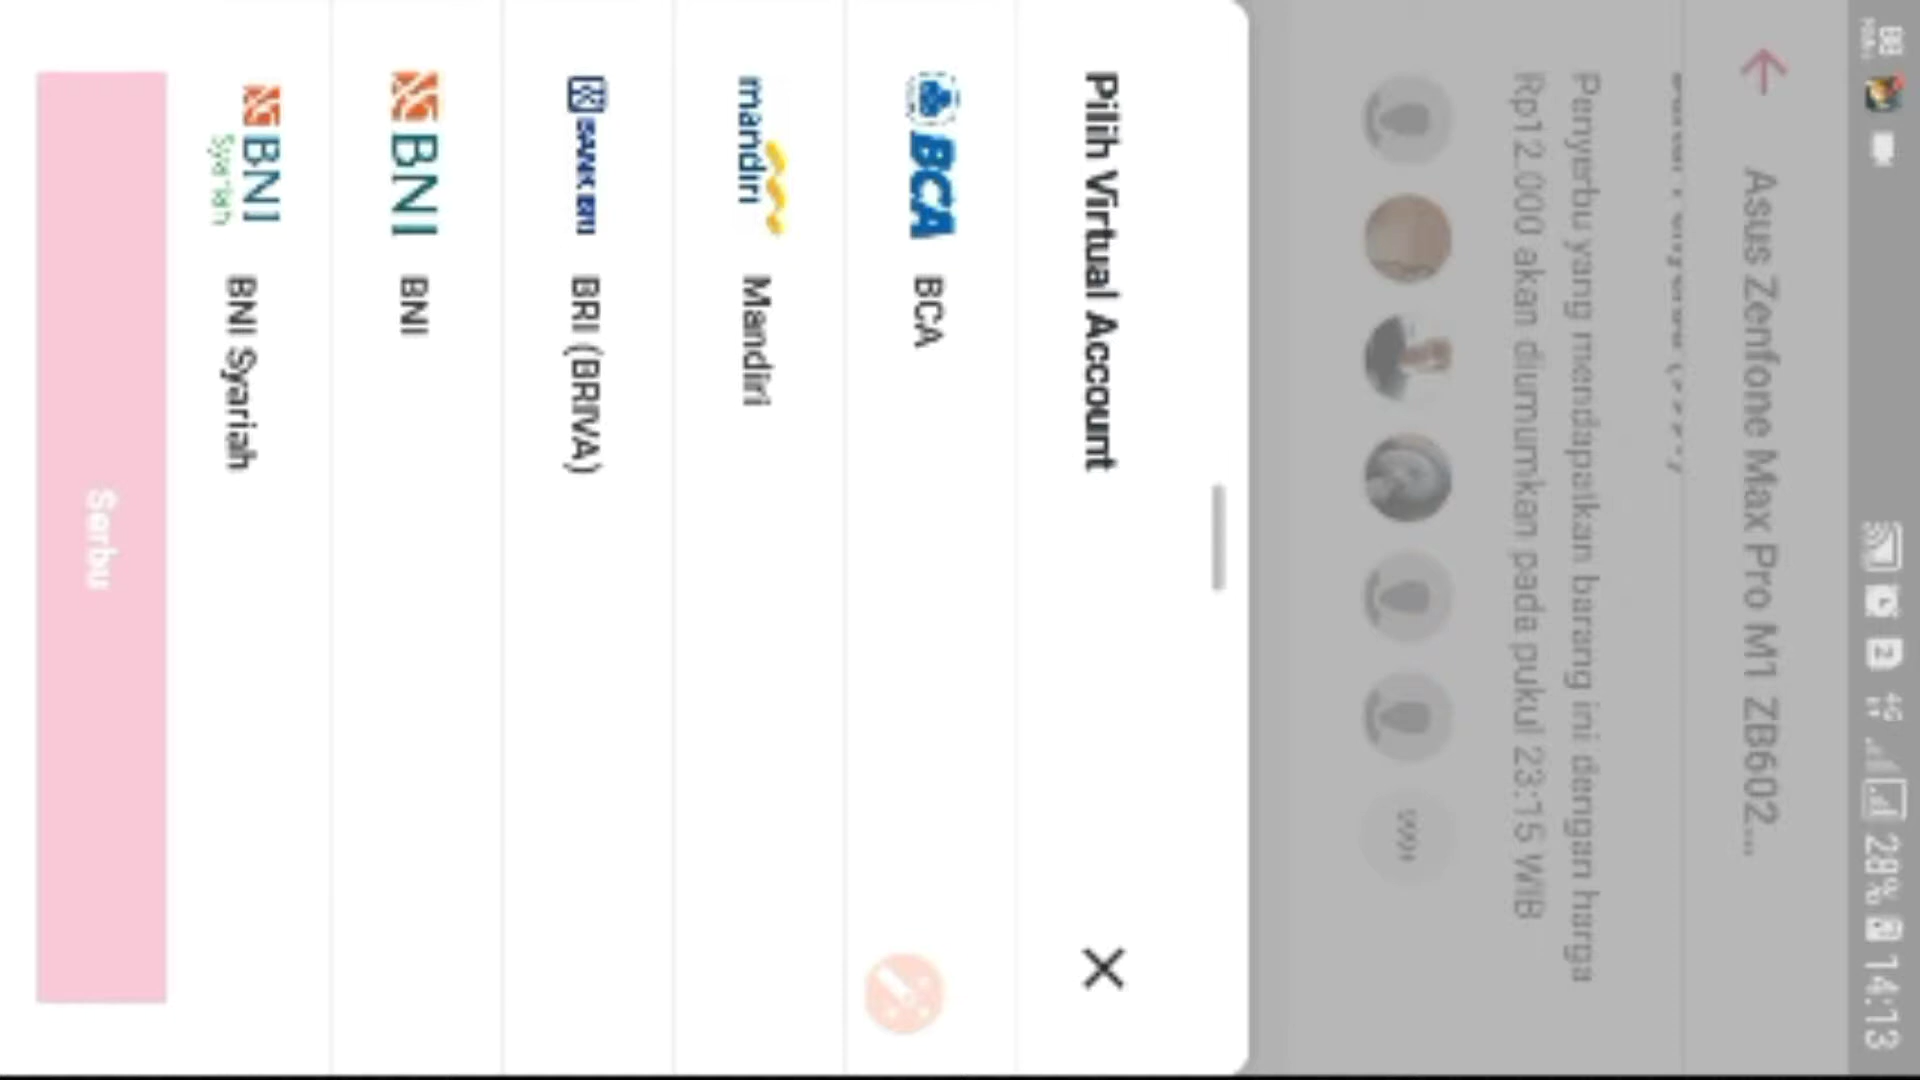 28% 14:13
Asus Zenfone Max Pro M1 ZB602...
Penyerbu yang mendapatkan barang ini dengan harga
Rp12.000 akan diumumkan pada pukul 23:15 WIB
999+
Pilih Virtual Account
BCA BCA
mandiri Mandiri
BANK BRI BRI (BRIVA)
BNI BNI
BNI Syariah BNI Syariah
Serbu